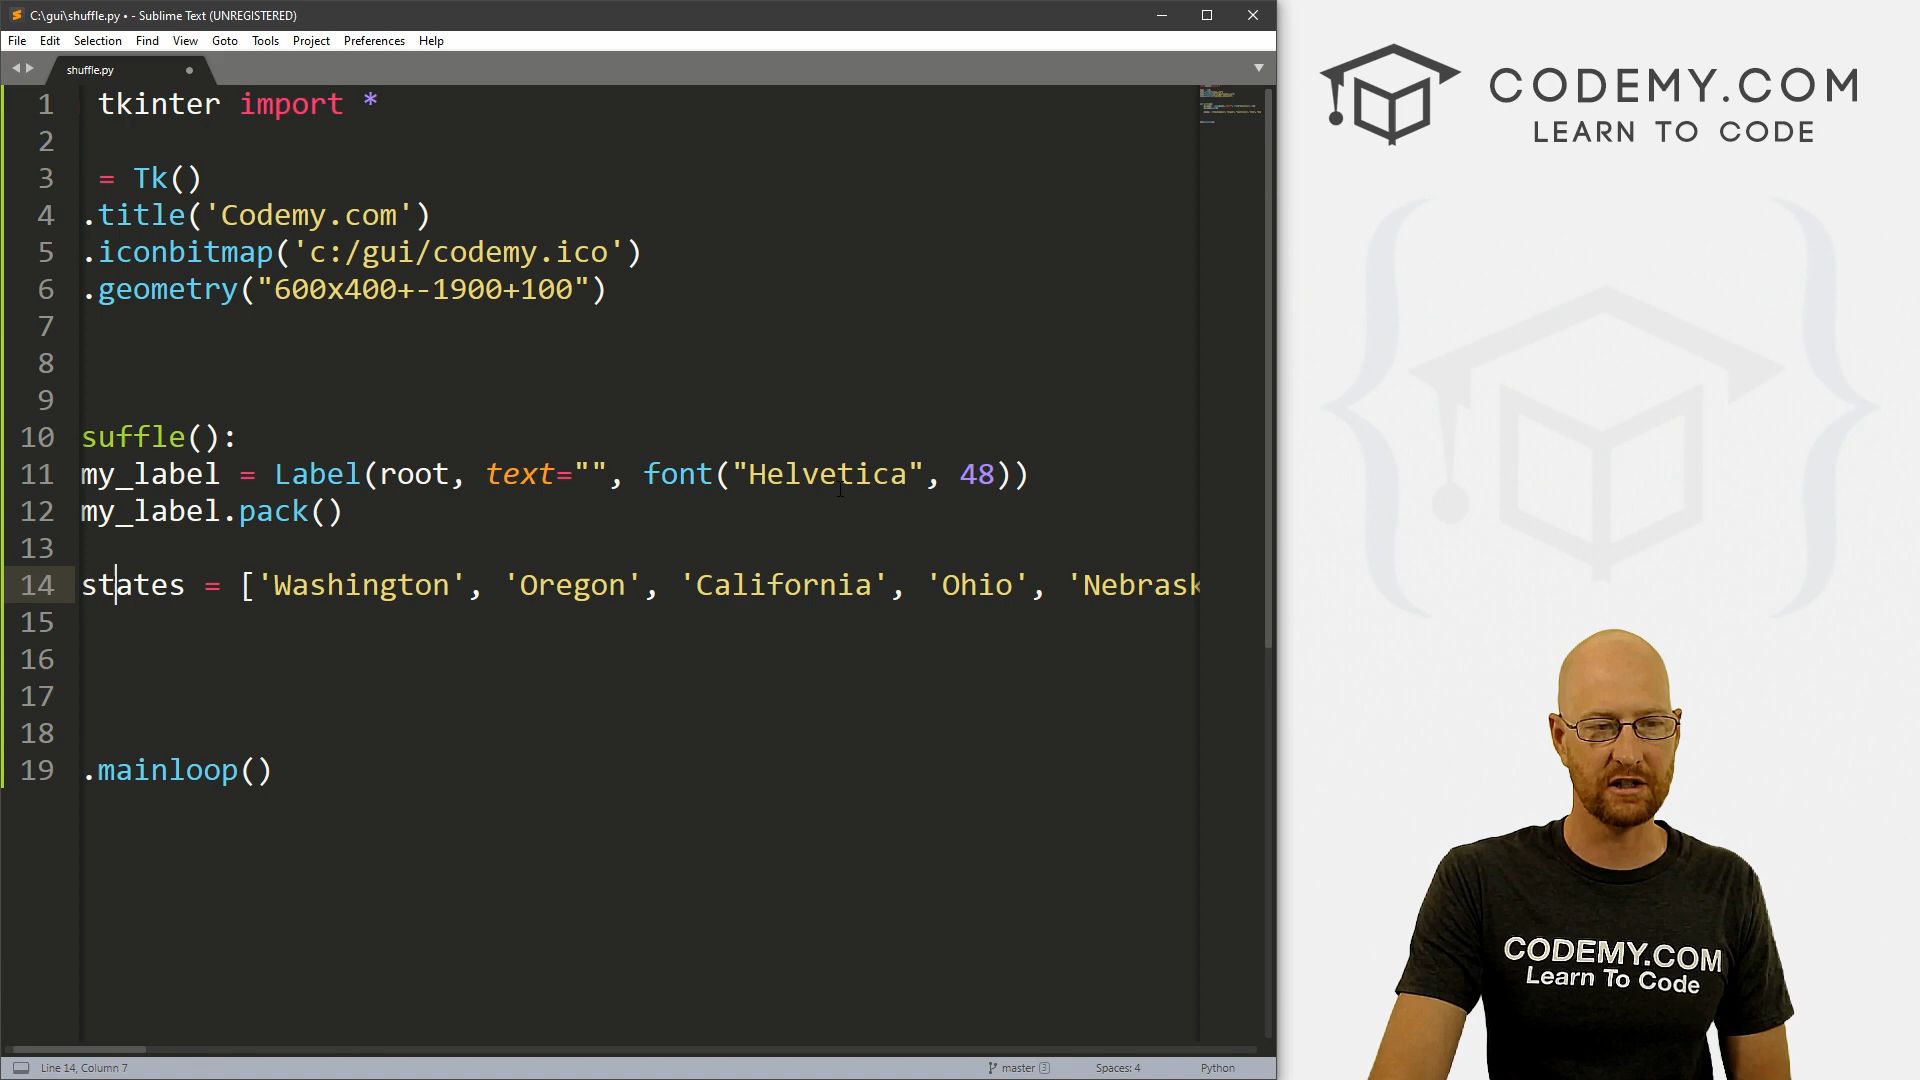 C:\gui\shuffle.py • - Sublime Text (UNREGISTERED)
File Edit Selection Find View Goto Tools Project Preferences Help
shuffle.py
1 tkinter import *
2
3 = Tk()
4 .title('Codemy.com')
5 .iconbitmap('c:/gui/codemy.ico')
6 .geometry("600x400+-1900+100")
7
8
9
10 suffle():
11 my_label = Label(root, text="", font("Helvetica", 48))
12 my_label.pack()
13
14 states = ['Washington', 'Oregon', 'California', 'Ohio', 'Nebrask
15
16
17
18
19 .mainloop()
Line 14, Column 7
master 3
Spaces: 4
Python
CODEMY.COM
LEARN TO CODE
CODEMY.COM
Learn To Code